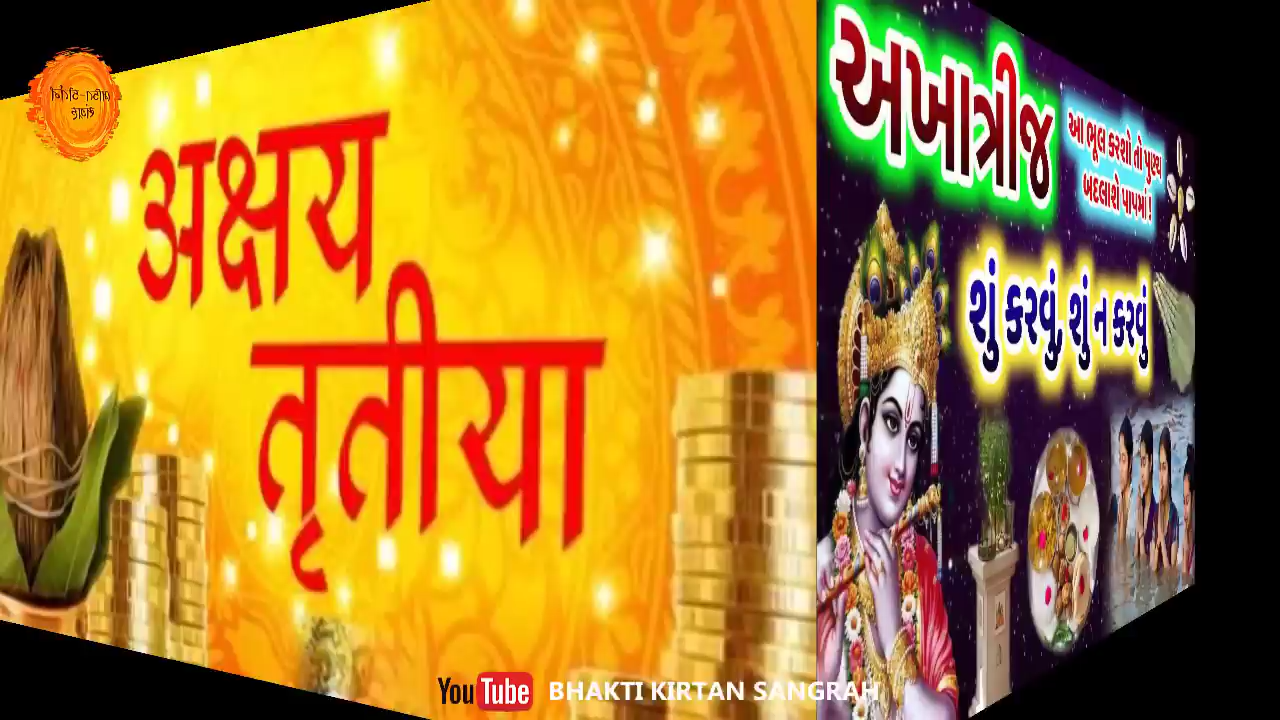 अक्षय
तृतीया
અખાત્રીજ
આ ભૂલ કરશો તો પુણ્ય
બદલાશે પાપમાં !
શું કરવું, શું ન કરવું
YouTube BHAKTI KIRTAN SANGRAH